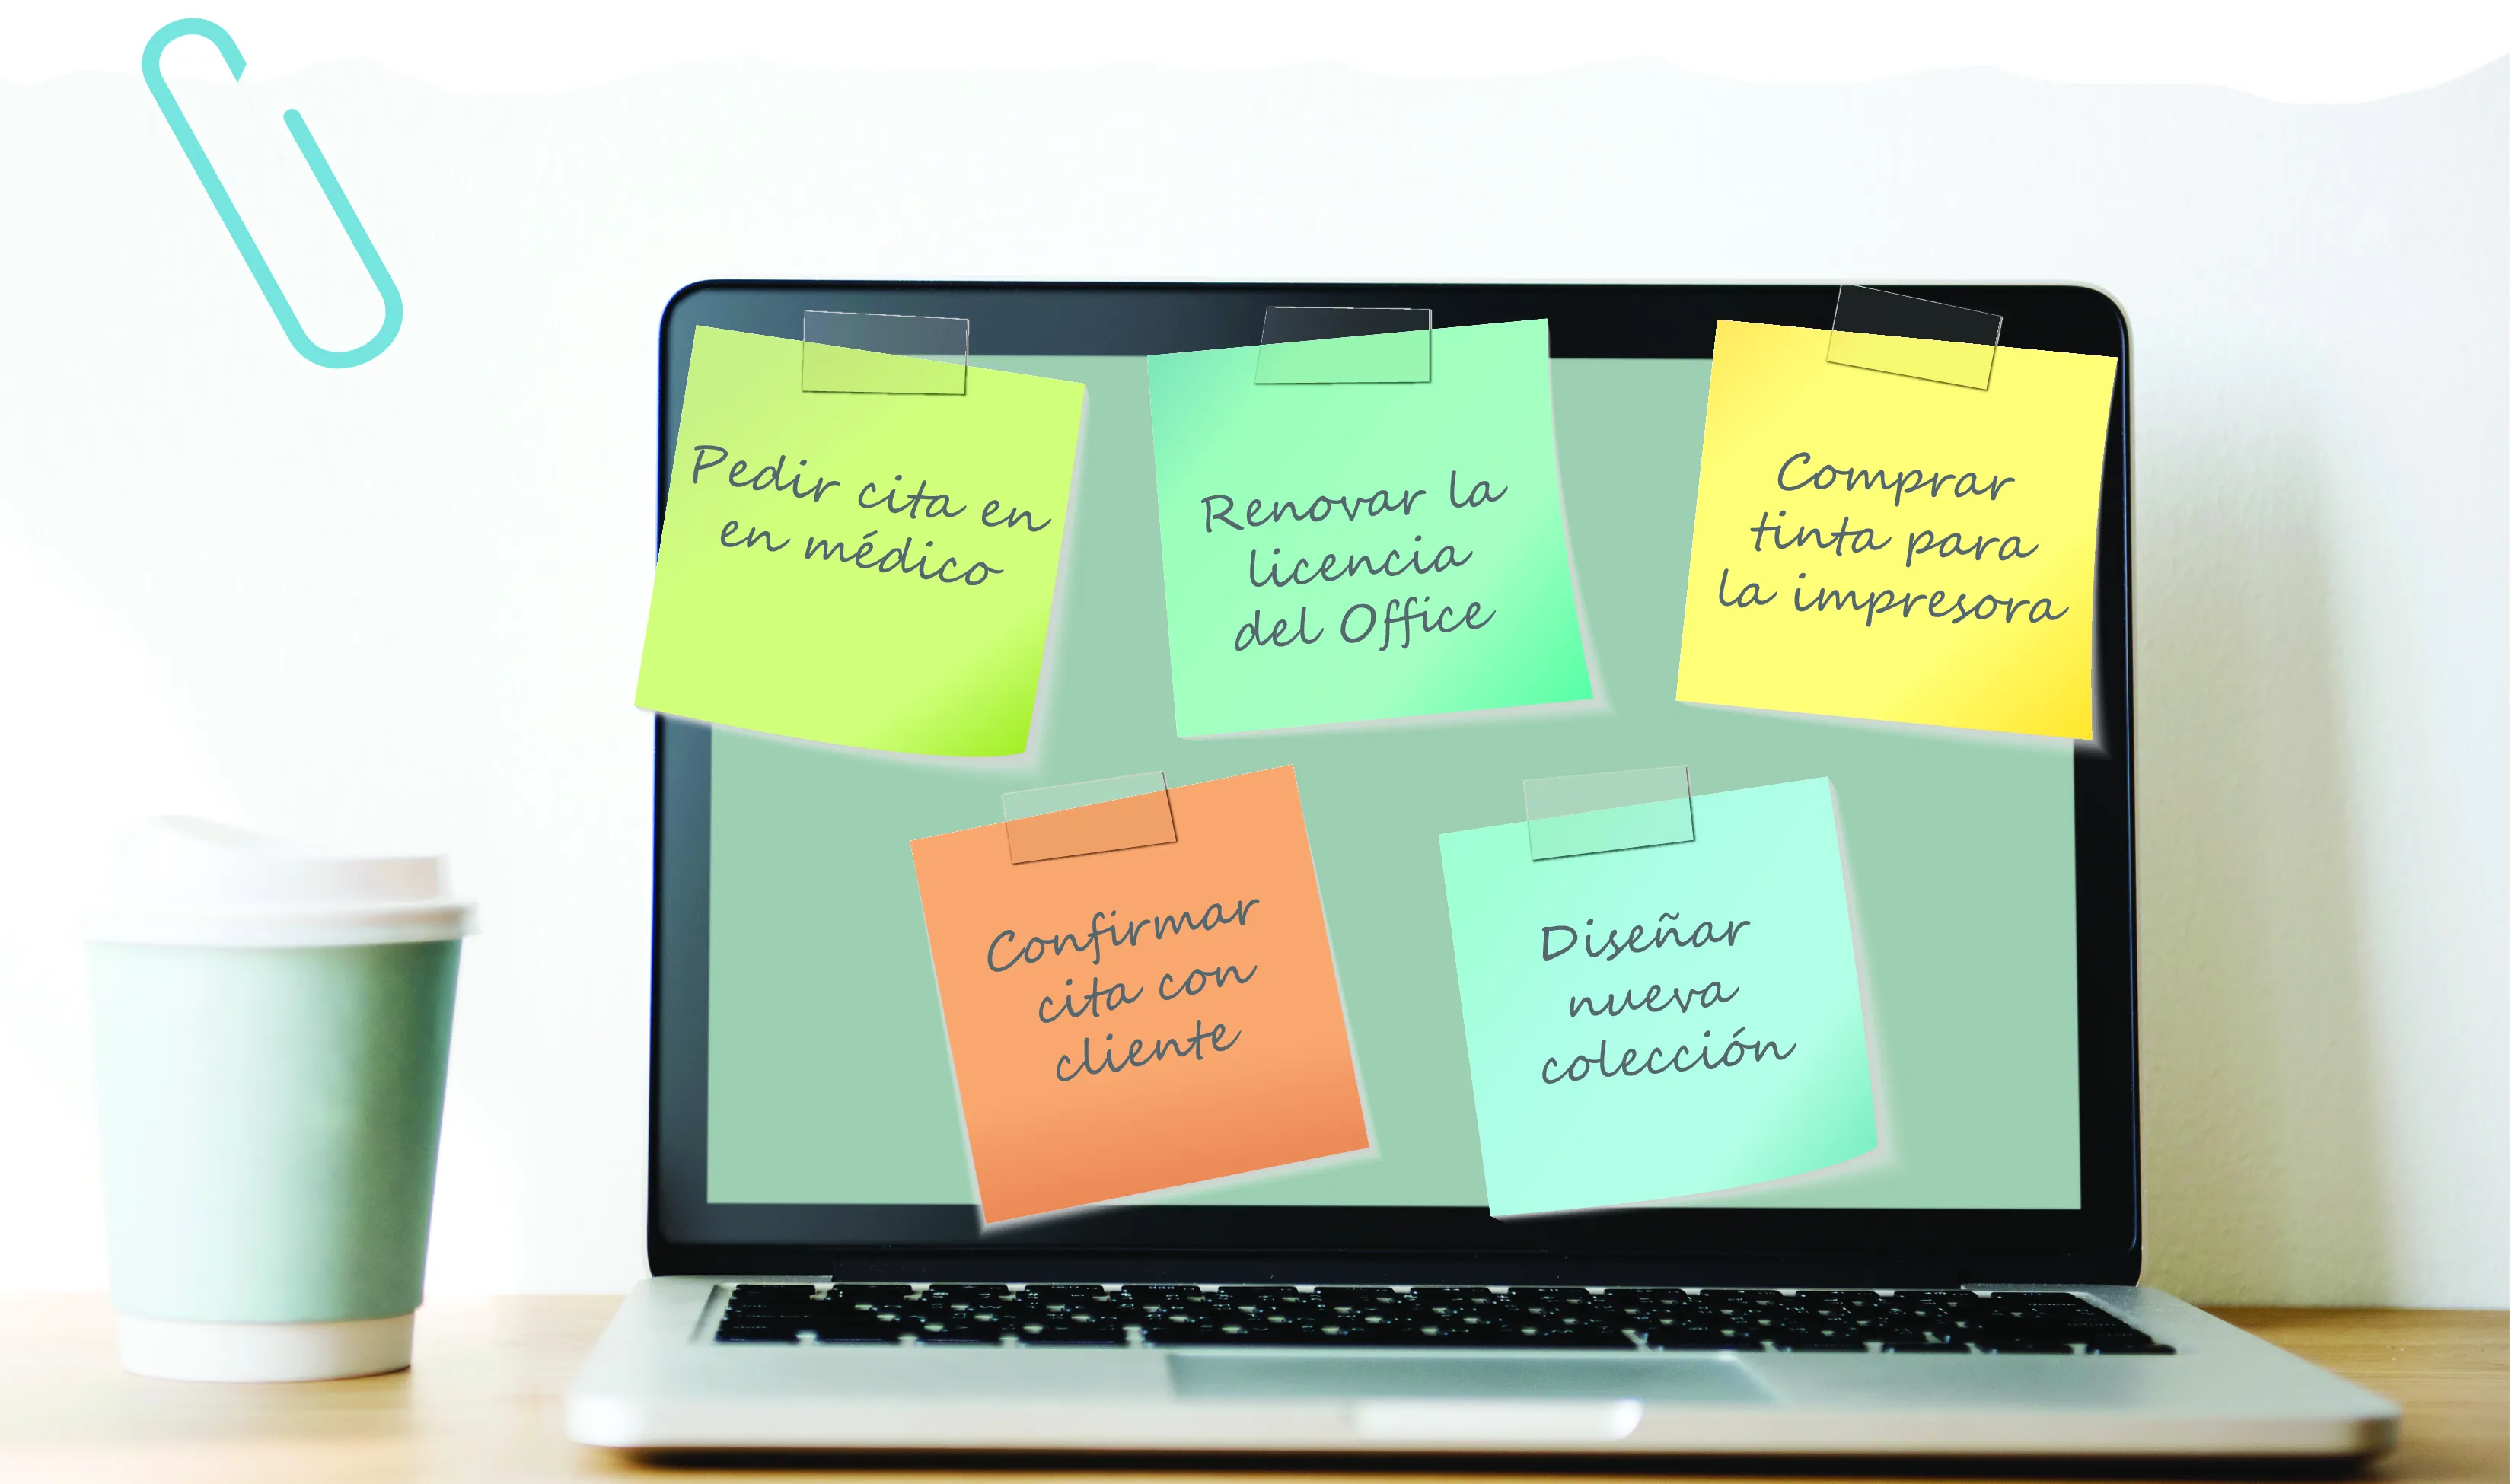 Pedir cita en
en médico
Renovar la
licencia
del Office
Comprar
tinta para
la impresora
Confirmar
cita con
cliente
Diseñar
nueva
colección